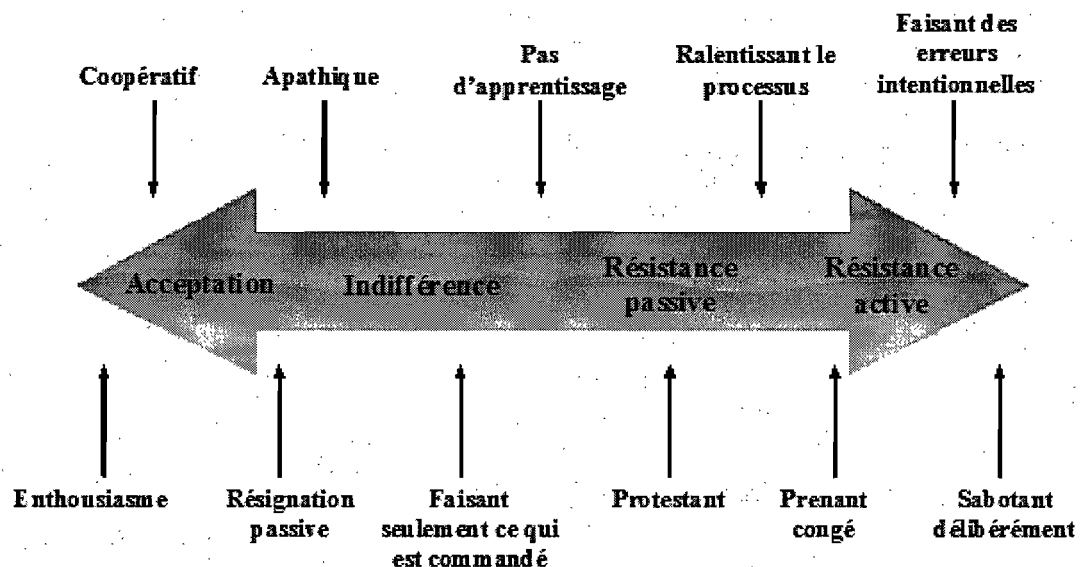 Coopératif
Apathique
Pas
d'apprentissage
Ralentissant le
processus
Faisant des
erreurs
intentionnelles
Acceptation
Indifférence
Résistance
passive
Résistance
active
Enthousiasme
Résignation
passive
Faisant
seulement ce qui
est commandé
Protestant
Prenant
congé
Sabotant
délibérément